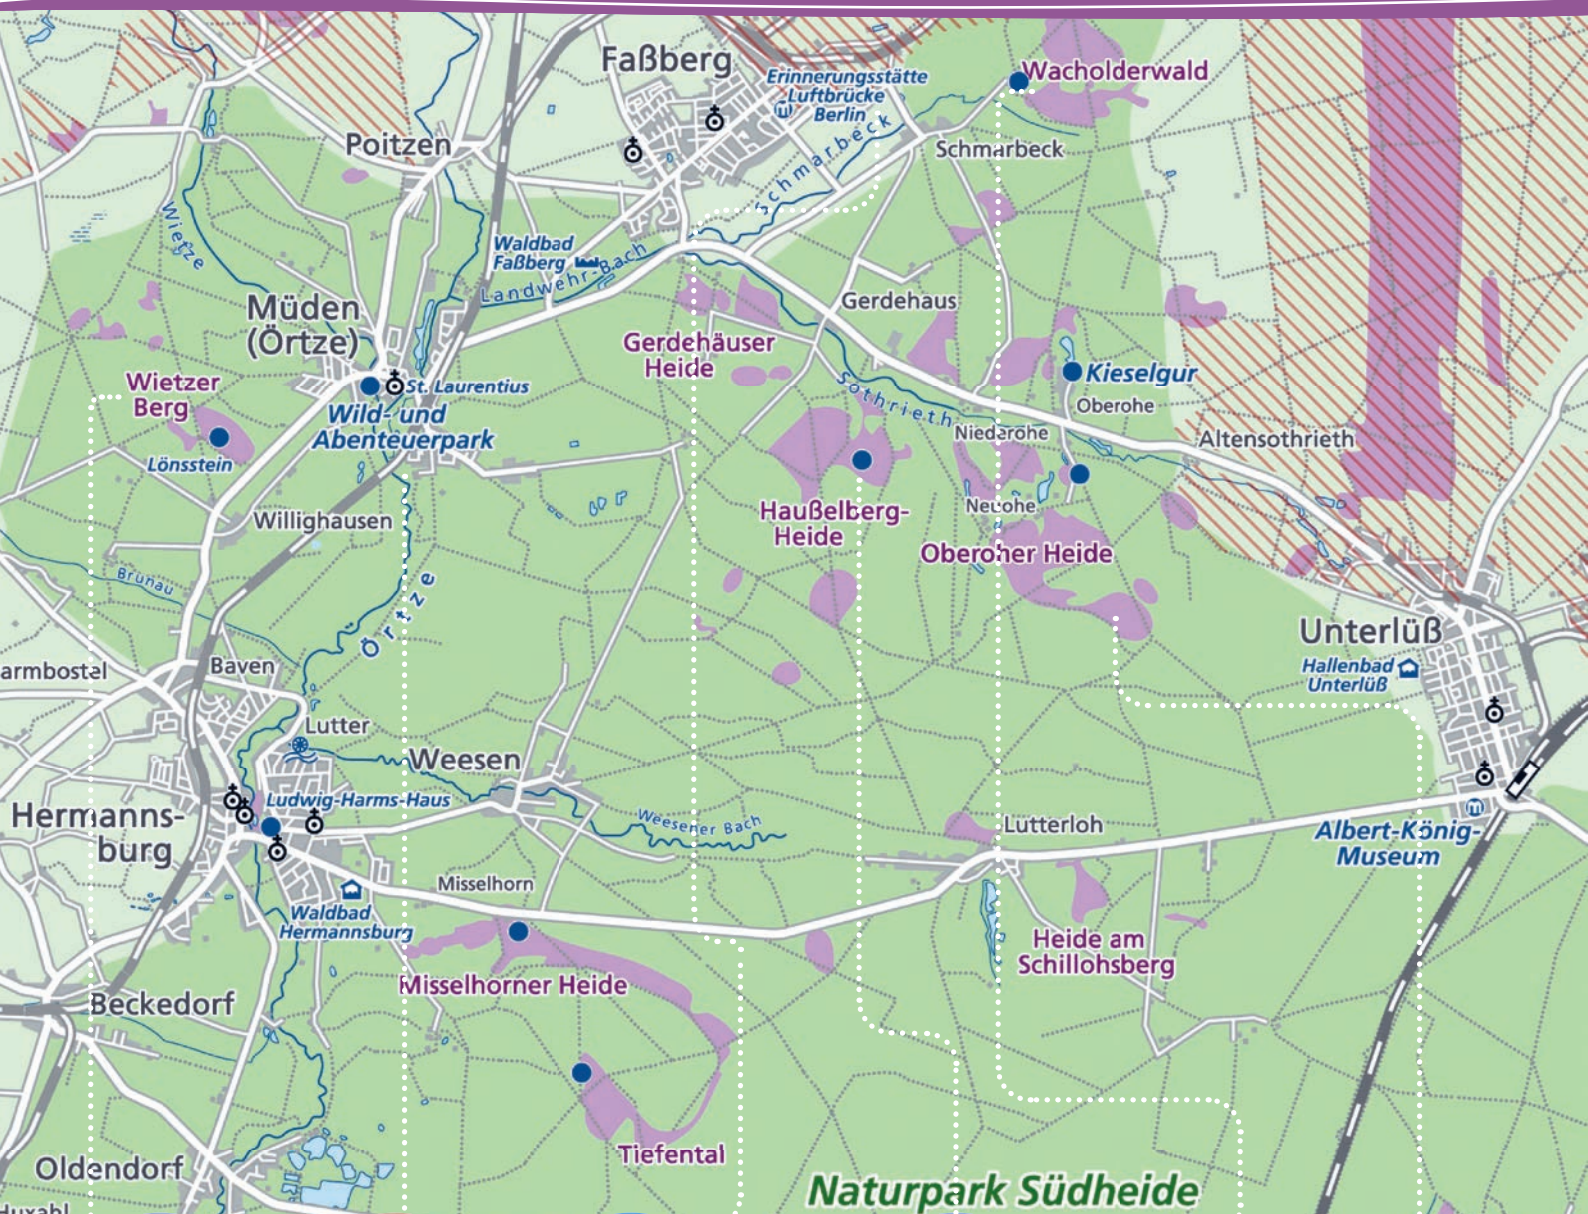 Faßberg
Erinnerungsstätte
Luftbrücke
Berlin
Wacholderwald
Poitzen
Schmarbeck
Schmarbeck
Wietze
Waldbad
Faßberg
Landwehr-Bach
Müden
(Örtze)
Gerdehaus
Gerdehäuser
Heide
Kieselgur
Wietzer
Berg
St. Laurentius
Sothrieth
Oberohe
Wild- und
Abenteuerpark
Niederohe
Altensothrieth
Lönsstein
Neuohe
Haußelberg-
Heide
Willighausen
Oberoher Heide
Brunau
Örtze
Unterlüß
Hallenbad
Unterlüß
armbostel
Baven
Lutter
Weesen
Ludwig-Harms-Haus
Hermanns-
burg
Weesener Bach
Lutterloh
m
Albert-König-
Museum
Misselhorn
Waldbad
Hermannsburg
Heide am
Schillohsberg
Misselhorner Heide
Beckedorf
Tiefental
Oldendorf
Naturpark Südheide